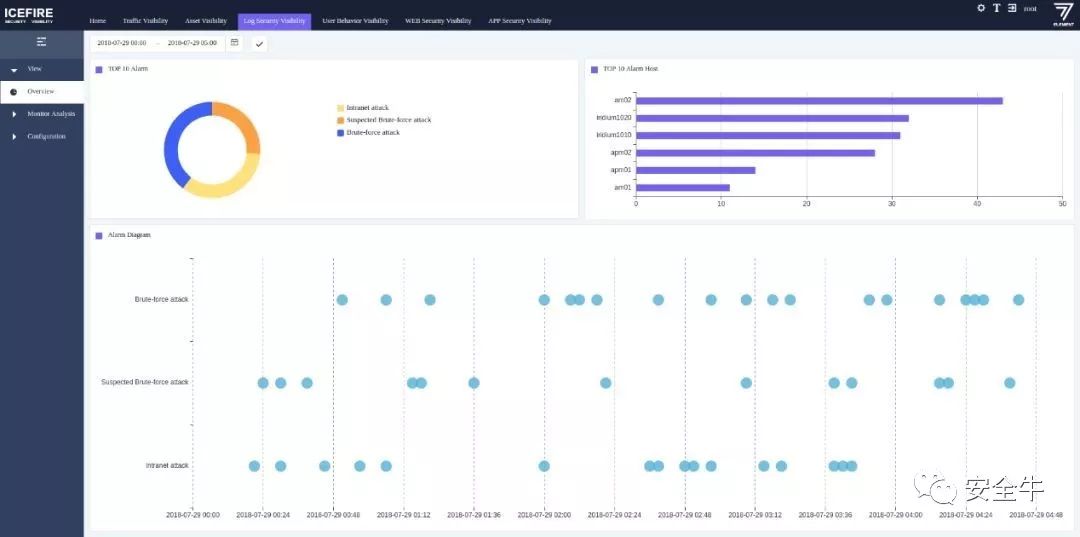 ICEFIRE
SECURITY VISIBILITY
Home Traffic Visibility Asset Visibility Log Security Visibility User Behavior Visibility WEB Security Visibility APP Security Visibility
root
ELEMENT
View
Overview
Monitor Analysis
Configuration
2018-07-29 00:00 - 2018-07-29 05:00
TOP 10 Alarm
Intranet attack
Suspected Brute-force attack
Brute-force attack
TOP 10 Alarm Host
am02
iridium1020
iridium1010
apm02
apm01
am01
0 10 20 30 40 50
Alarm Diagram
Brute-force attack
Suspected Brute-force attack
Intranet attack
2018-07-29 00:00 2018-07-29 00:24 2018-07-29 00:48 2018-07-29 01:12 2018-07-29 01:36 2018-07-29 02:00 2018-07-29 02:24 2018-07-29 02:48 2018-07-29 03:12 2018-07-29 03:36 2018-07-29 04:00 2018-07-29 04:24 2018-07-29 04:48
安全牛